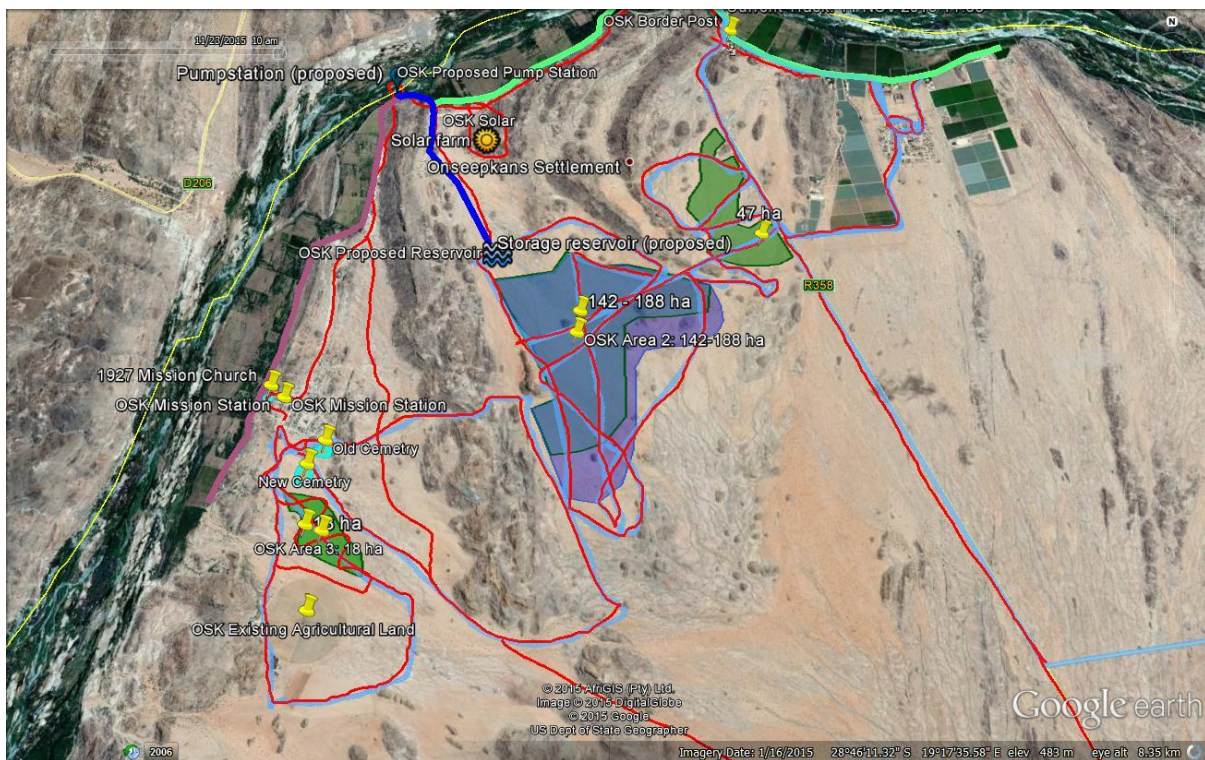 OSK Border Post
N
11/23/2015 10 am
Pumpstation (proposed)
OSK Proposed Pump Station
OSK Solar
Solar farm
Onseepkans Settlement
D206
47 ha
OSK Proposed Reservoir
Storage reservoir (proposed)
R358
142 - 188 ha
OSK Area 2: 142-188 ha
1927 Mission Church
OSK Mission Station
OSK Mission Station
Old Cemetry
New Cemetry
18 ha
OSK Area 3: 18 ha
OSK Existing Agricultural Land
© 2015 AfriGIS (Pty) Ltd.
Image © 2015 DigitalGlobe
© 2015 Google
US Dept of State Geographer
Google earth
2006
Imagery Date: 1/16/2015 28°46'11.32" S 19°17'35.58" E elev 483 m eye alt 8.35 km